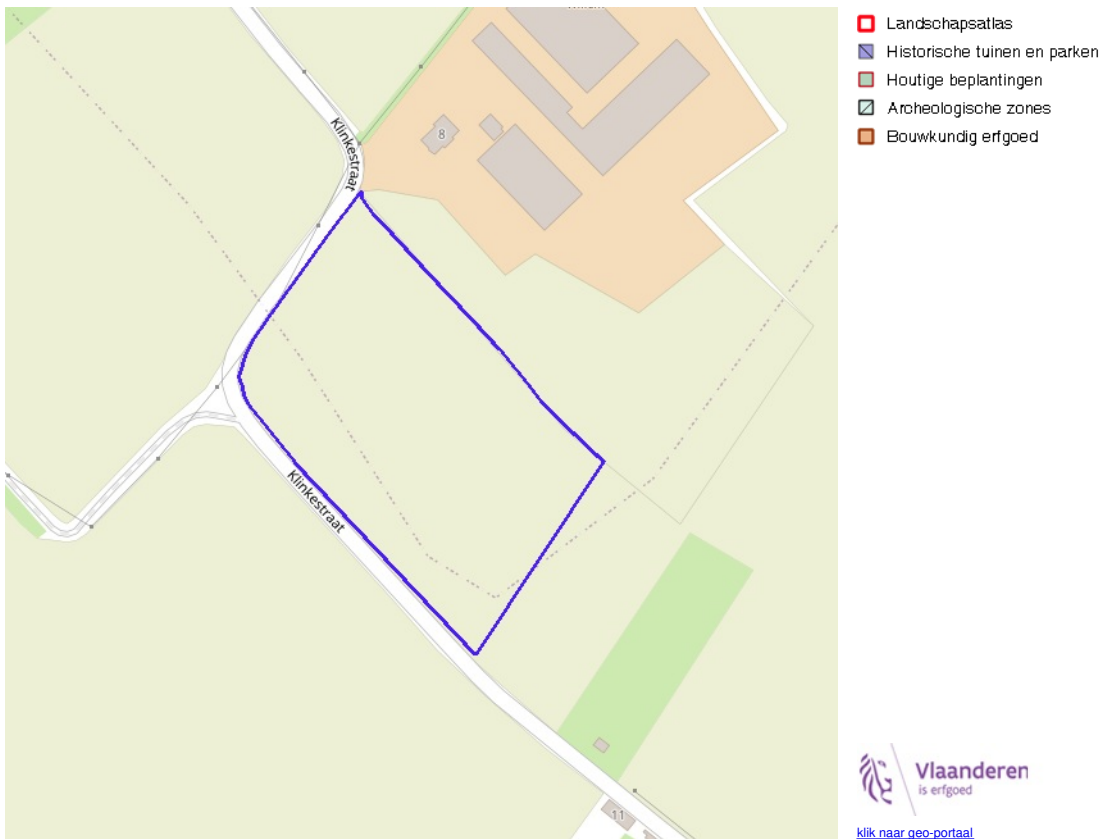 Klinkestraat
8
Klinkestraat
11
Landschapsatlas
Historische tuinen en parken
Houtige beplantingen
Archeologische zones
Bouwkundig erfgoed
Vlaanderen
is erfgoed
klik naar geo-portaal